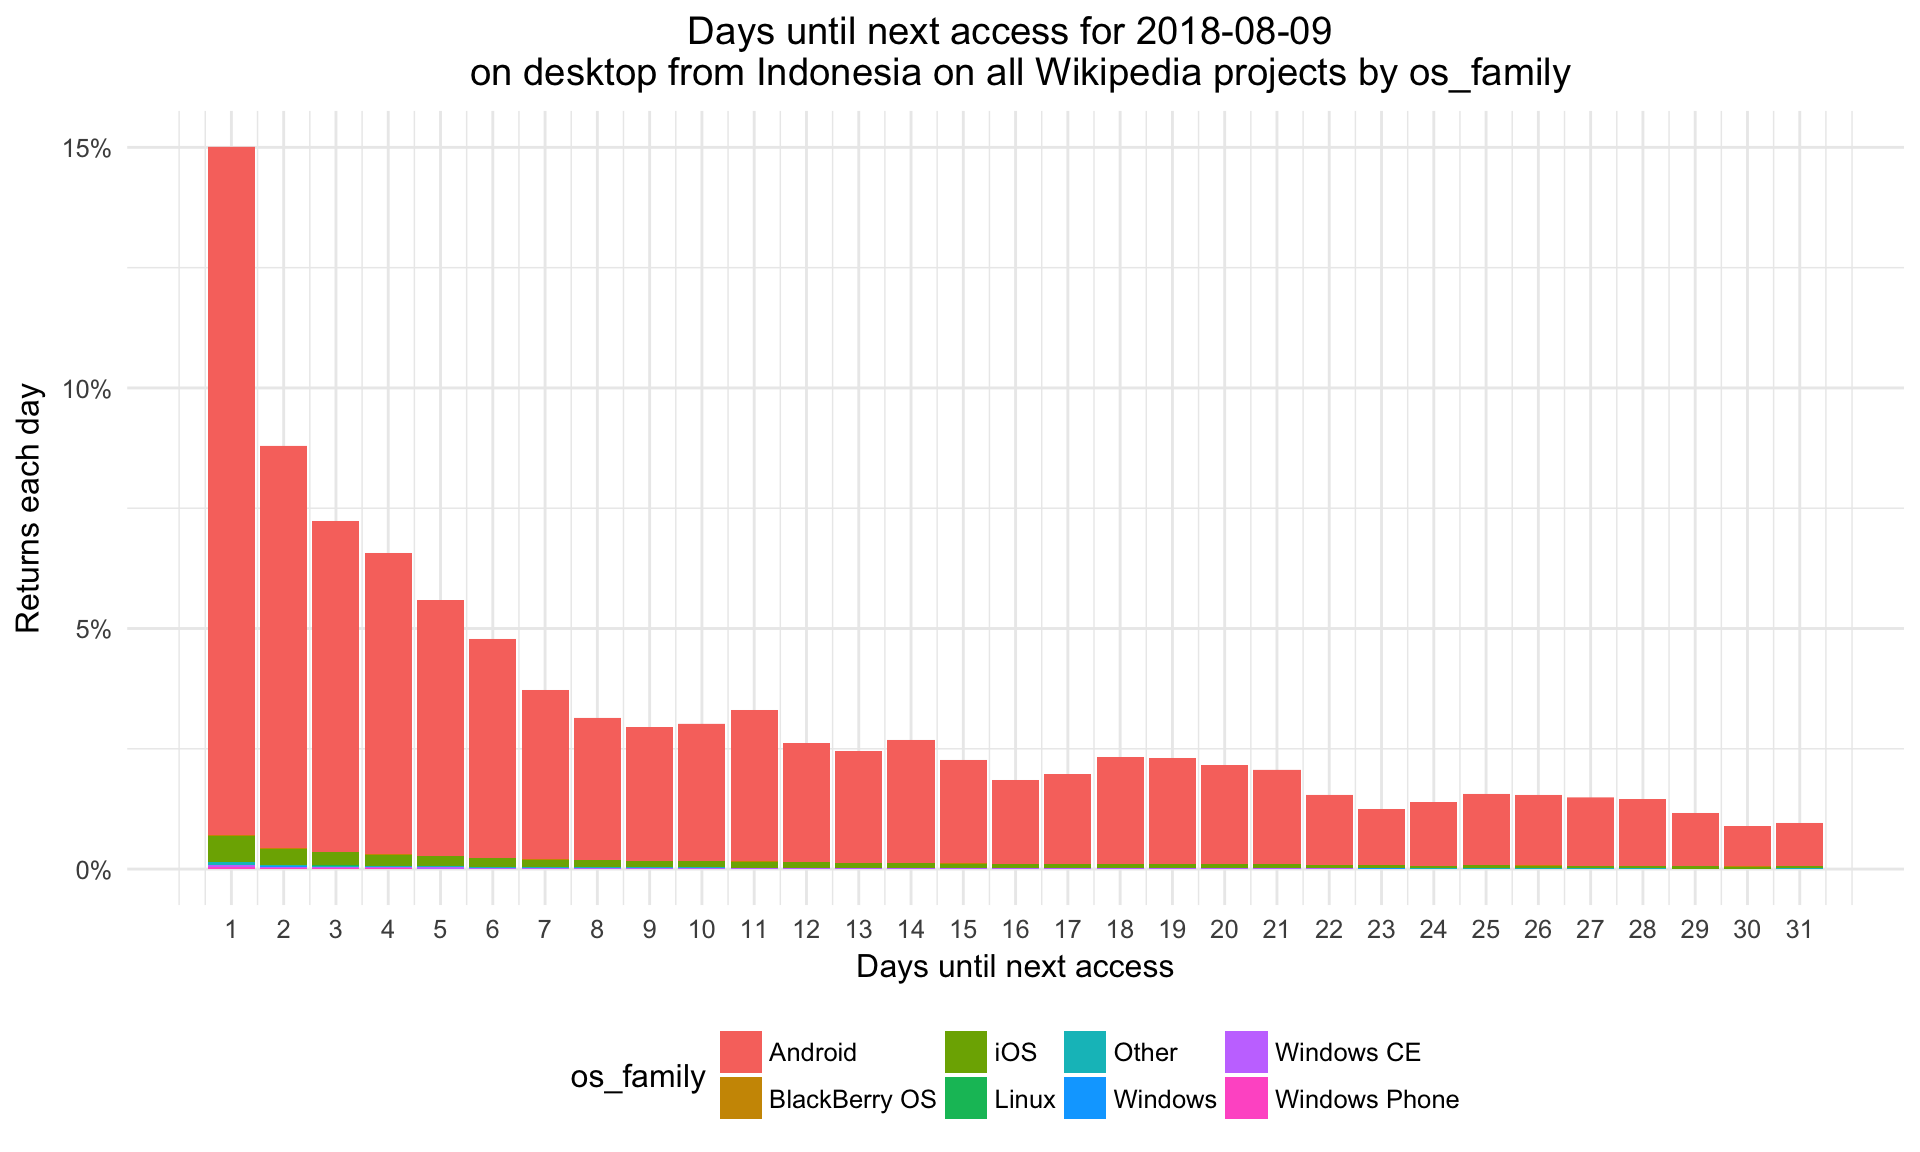 Days until next access for 2018-08-09
on desktop from Indonesia on all Wikipedia projects by os_family
Returns each day
15%
10%
5%
0%
1 2 3 4 5 6 7 8 9 10 11 12 13 14 15 16 17 18 19 20 21 22 23 24 25 26 27 28 29 30 31
Days until next access
os_family
Android iOS Other Windows CE
BlackBerry OS Linux Windows Windows Phone